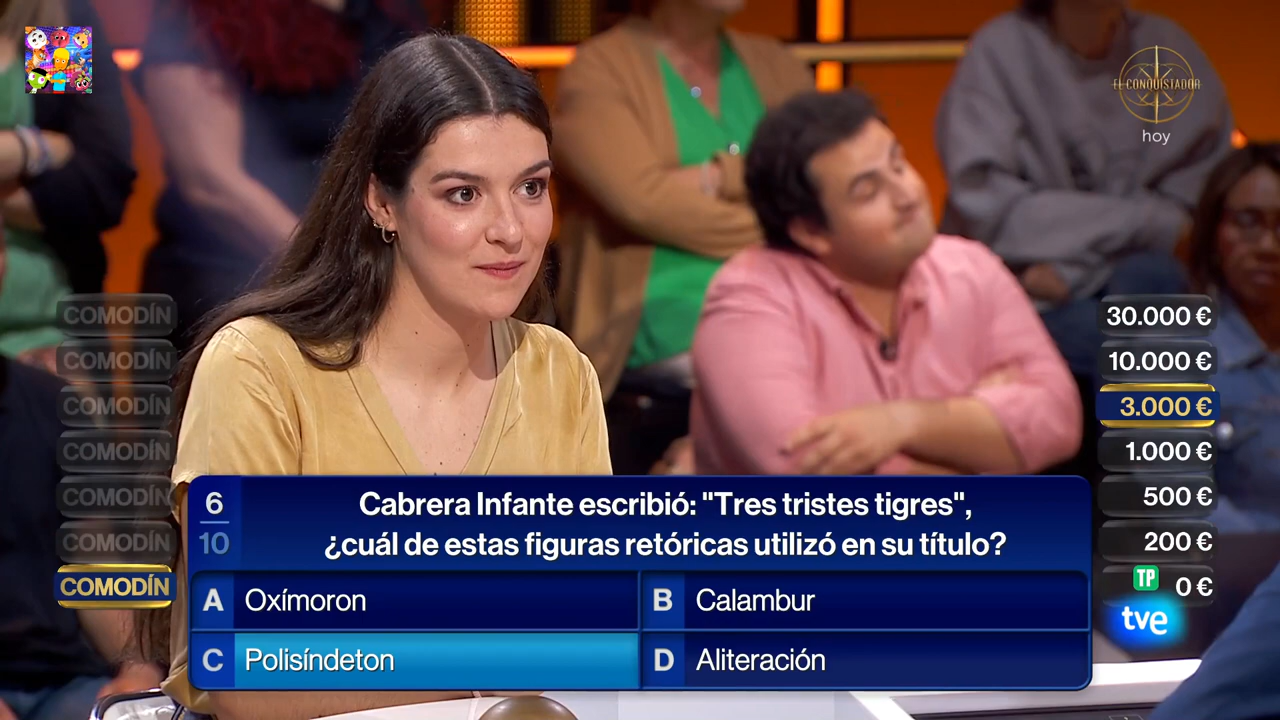 EL CONQUISTADOR
hoy
COMODÍN
COMODÍN
COMODÍN
COMODÍN
COMODÍN
COMODÍN
COMODÍN
30.000 €
10.000 €
3.000 €
1.000 €
500 €
200 €
TP 0 €
tve
6
10
Cabrera Infante escribió: "Tres tristes tigres",
¿cuál de estas figuras retóricas utilizó en su título?
A Oxímoron
B Calambur
C Polisíndeton
D Aliteración